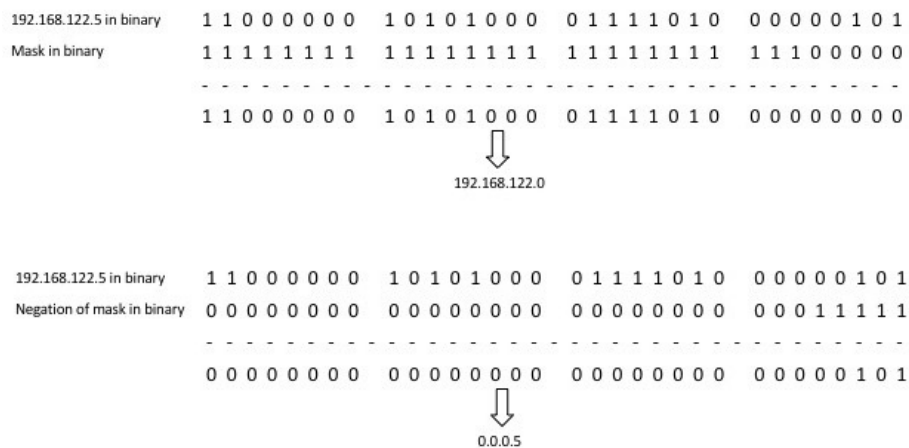 192.168.122.5 in binary 1 1 0 0 0 0 0 0 1 0 1 0 1 0 0 0 0 1 1 1 1 0 1 0 0 0 0 0 0 1 0 1
Mask in binary 1 1 1 1 1 1 1 1 1 1 1 1 1 1 1 1 1 1 1 1 1 1 1 1 1 1 1 0 0 0 0 0
- - - - - - - - - - - - - - - - - - - - - - - - - - - - - - - -
1 1 0 0 0 0 0 0 1 0 1 0 1 0 0 0 0 1 1 1 1 0 1 0 0 0 0 0 0 0 0 0
192.168.122.0
192.168.122.5 in binary 1 1 0 0 0 0 0 0 1 0 1 0 1 0 0 0 0 1 1 1 1 0 1 0 0 0 0 0 0 1 0 1
Negation of mask in binary 0 0 0 0 0 0 0 0 0 0 0 0 0 0 0 0 0 0 0 0 0 0 0 0 0 0 0 1 1 1 1 1
- - - - - - - - - - - - - - - - - - - - - - - - - - - - - - - -
0 0 0 0 0 0 0 0 0 0 0 0 0 0 0 0 0 0 0 0 0 0 0 0 0 0 0 0 0 1 0 1
0.0.0.5